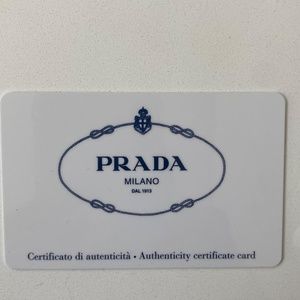 PRADA
MILANO
DAL 1913
Certificato di autenticità • Authenticity certificate card